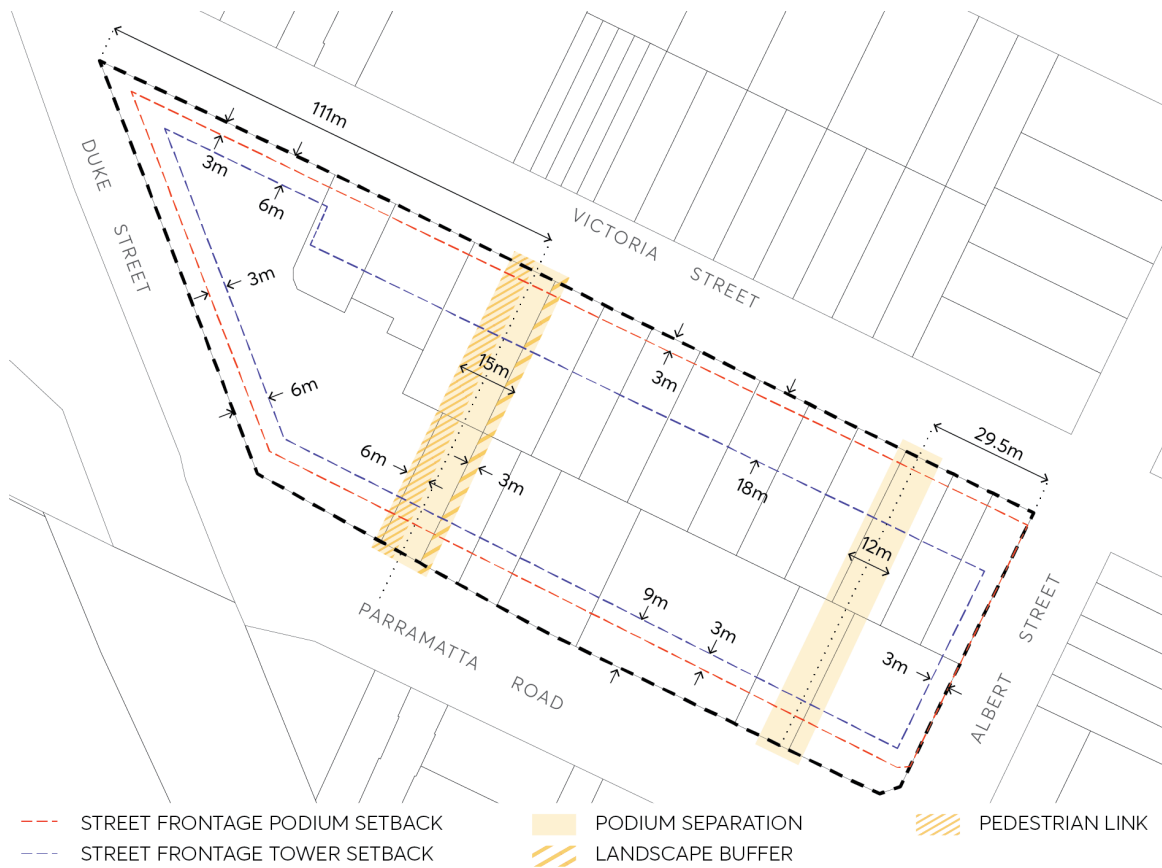 111m
DUKE STREET
3m
6m
VICTORIA STREET
3m
15m
3m
6m
29.5m
6m
3m
18m
12m
9m
3m
PARRAMATTA ROAD
3m
ALBERT STREET
STREET FRONTAGE PODIUM SETBACK
PODIUM SEPARATION
PEDESTRIAN LINK
STREET FRONTAGE TOWER SETBACK
LANDSCAPE BUFFER